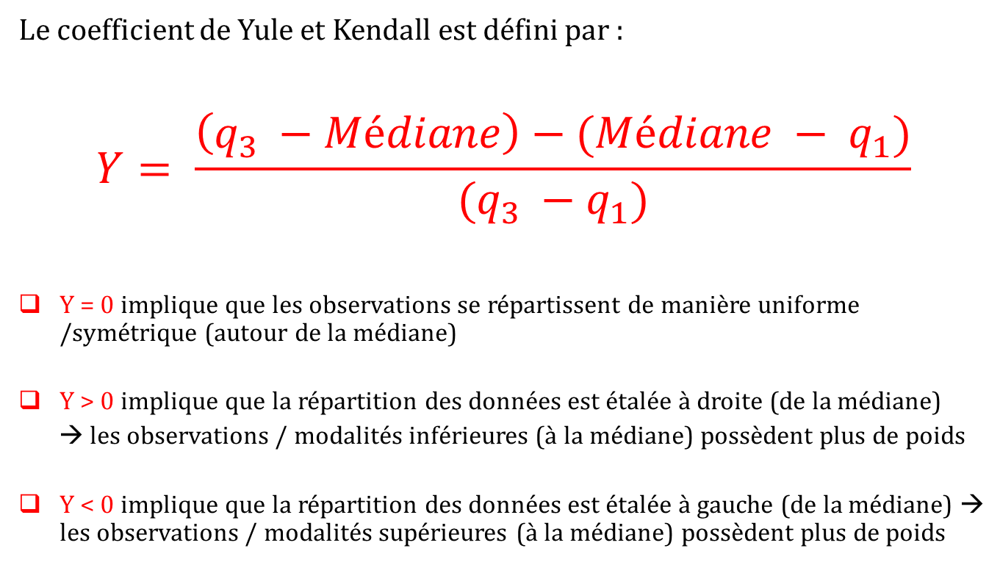 Le coefficient de Yule et Kendall est défini par :
Y = \frac{(q_3 - Médiane) - (Médiane - q_1)}{(q_3 - q_1)}
❑ Y = 0 implique que les observations se répartissent de manière uniforme
/symétrique (autour de la médiane)
❑ Y > 0 implique que la répartition des données est étalée à droite (de la médiane)
→ les observations / modalités inférieures (à la médiane) possèdent plus de poids
❑ Y < 0 implique que la répartition des données est étalée à gauche (de la médiane) →
les observations / modalités supérieures (à la médiane) possèdent plus de poids